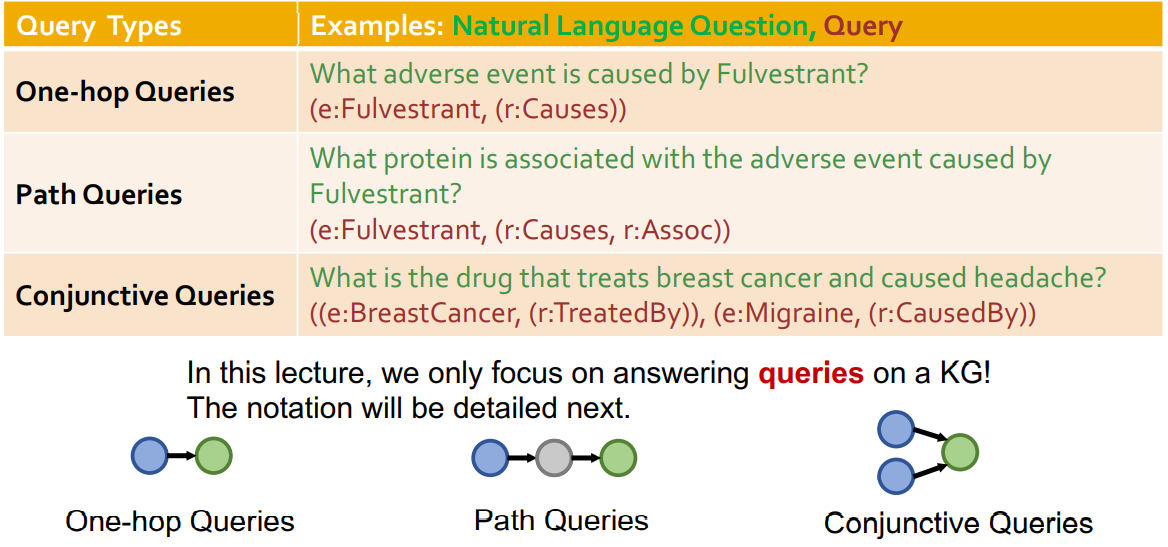 Query Types
Examples: Natural Language Question, Query
One-hop Queries
What adverse event is caused by Fulvestrant?
(e:Fulvestrant, (r:Causes))
Path Queries
What protein is associated with the adverse event caused by
Fulvestrant?
(e:Fulvestrant, (r:Causes, r:Assoc))
Conjunctive Queries
What is the drug that treats breast cancer and caused headache?
((e:BreastCancer, (r:TreatedBy)), (e:Migraine, (r:CausedBy))
In this lecture, we only focus on answering queries on a KG!
The notation will be detailed next.
One-hop Queries
Path Queries
Conjunctive Queries